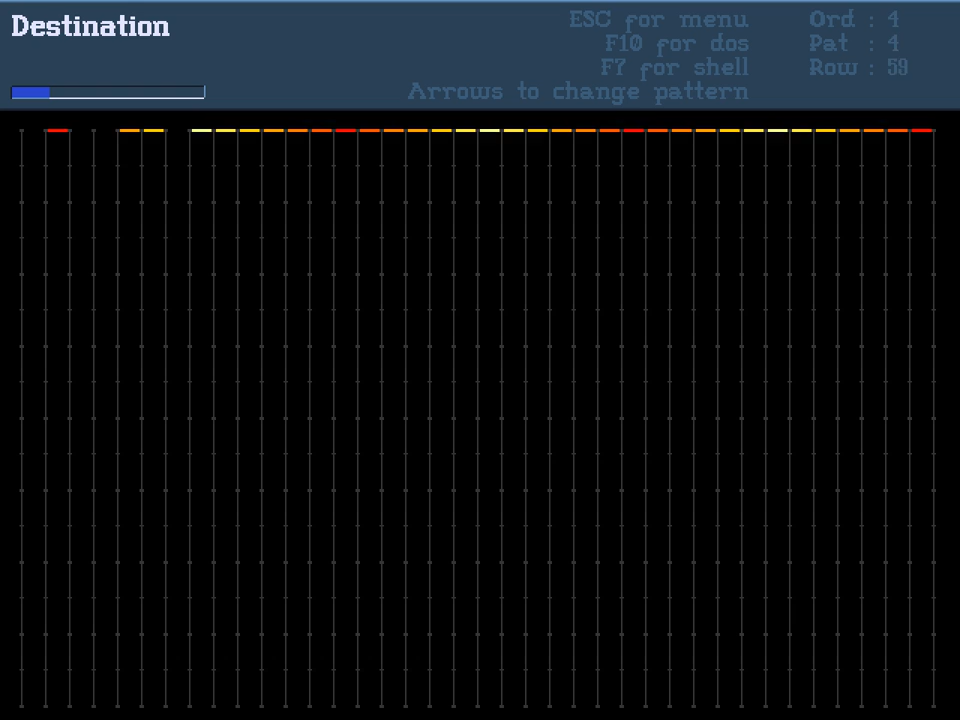 Destination
ESC for menu
F10 for dos
F7 for shell
Arrows to change pattern
Ord : 4
Pat : 4
Row : 59